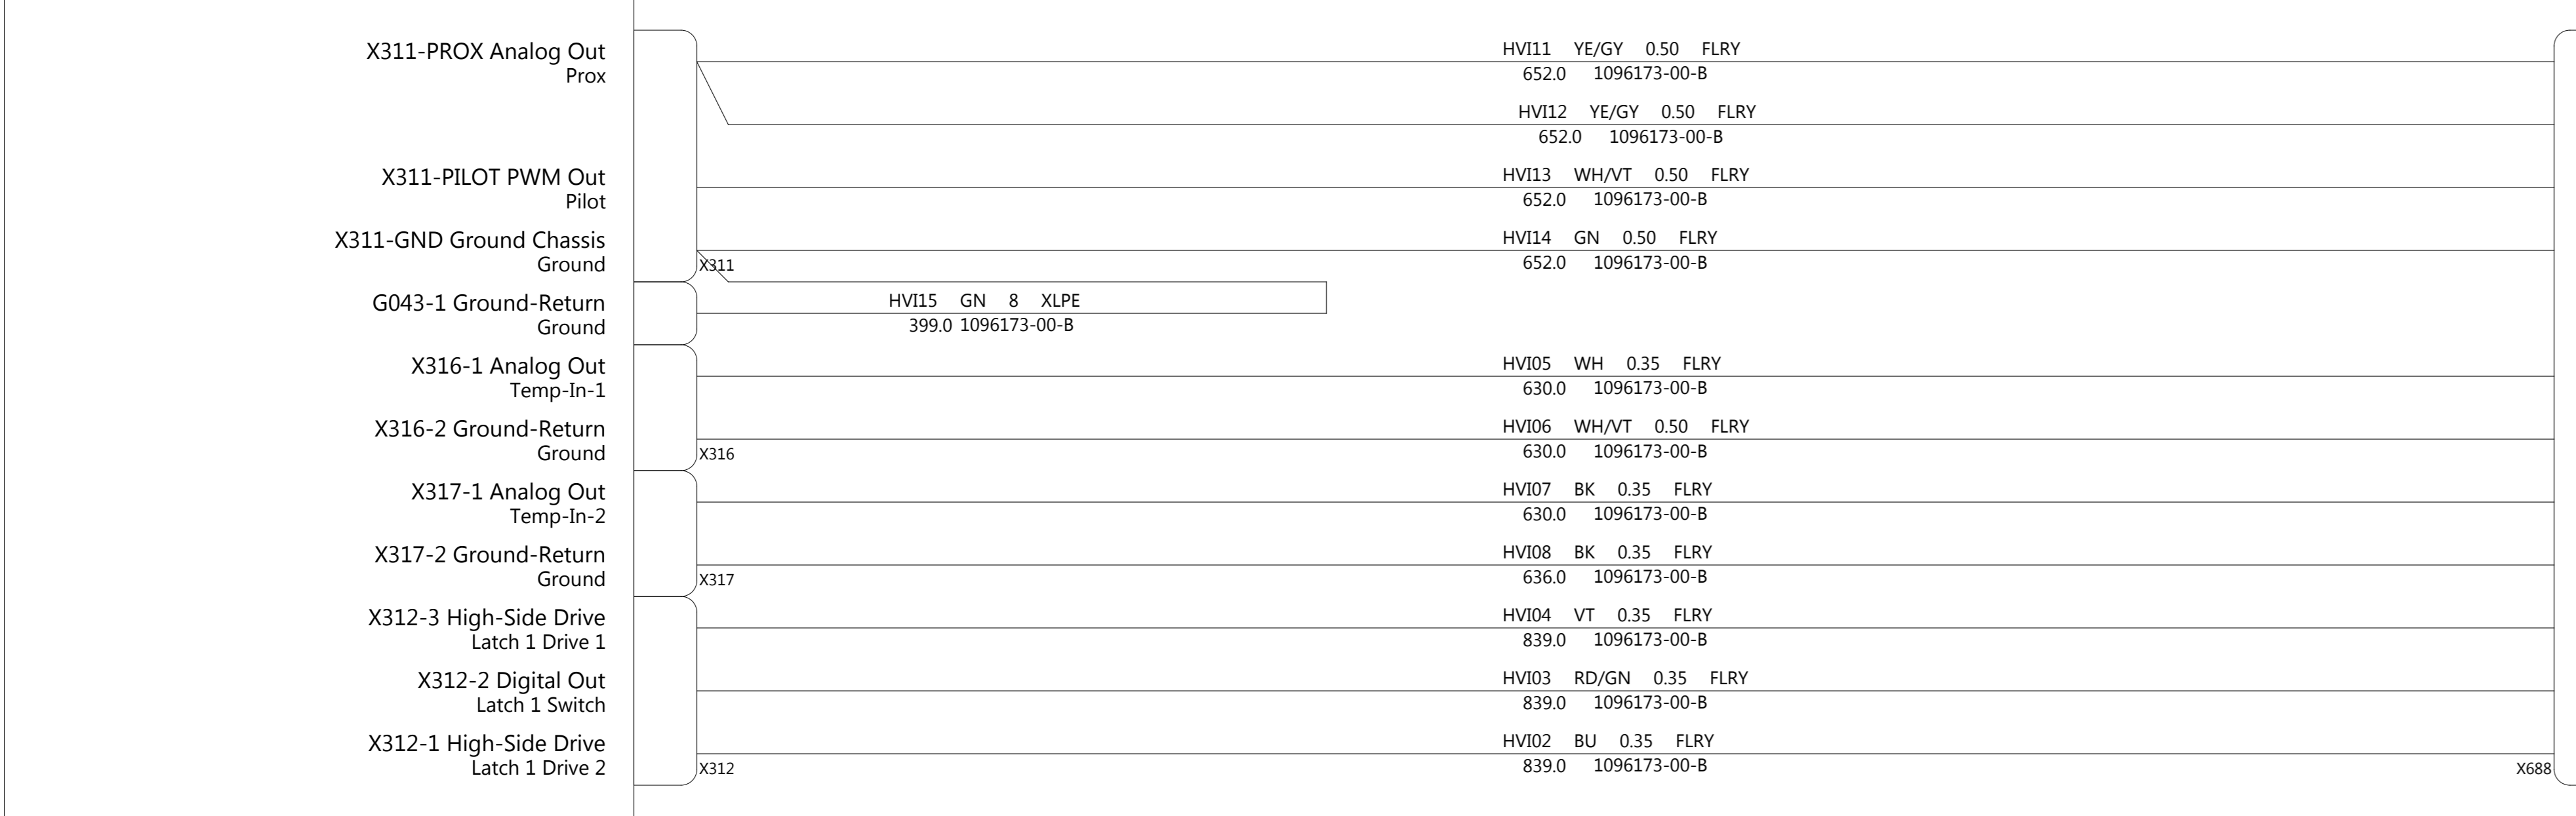 X311-PROX Analog Out
Prox
HVI11 YE/GY 0.50 FLRY
652.0 1096173-00-B
HVI12 YE/GY 0.50 FLRY
652.0 1096173-00-B
X311-PILOT PWM Out
Pilot
HVI13 WH/VT 0.50 FLRY
652.0 1096173-00-B
X311-GND Ground Chassis
Ground
X311
HVI14 GN 0.50 FLRY
652.0 1096173-00-B
G043-1 Ground-Return
Ground
HVI15 GN 8 XLPE
399.0 1096173-00-B
X316-1 Analog Out
Temp-In-1
HVI05 WH 0.35 FLRY
630.0 1096173-00-B
X316-2 Ground-Return
Ground
X316
HVI06 WH/VT 0.50 FLRY
630.0 1096173-00-B
X317-1 Analog Out
Temp-In-2
HVI07 BK 0.35 FLRY
630.0 1096173-00-B
X317-2 Ground-Return
Ground
X317
HVI08 BK 0.35 FLRY
636.0 1096173-00-B
X312-3 High-Side Drive
Latch 1 Drive 1
HVI04 VT 0.35 FLRY
839.0 1096173-00-B
X312-2 Digital Out
Latch 1 Switch
HVI03 RD/GN 0.35 FLRY
839.0 1096173-00-B
X312-1 High-Side Drive
Latch 1 Drive 2
X312
HVI02 BU 0.35 FLRY
839.0 1096173-00-B
X688